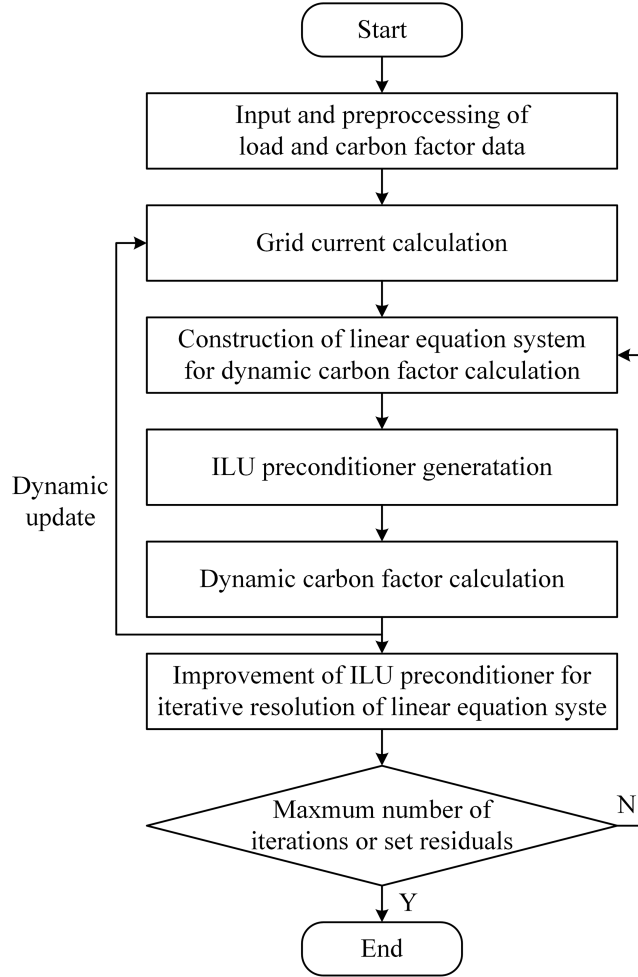 Start
Input and preproccessing of
load and carbon factor data
Grid current calculation
Construction of linear equation system
for dynamic carbon factor calculation
ILU preconditioner generatation
Dynamic
update
Dynamic carbon factor calculation
Improvement of ILU preconditioner for
iterative resolution of linear equation syste
Maxmum number of
iterations or set residuals
N
Y
End